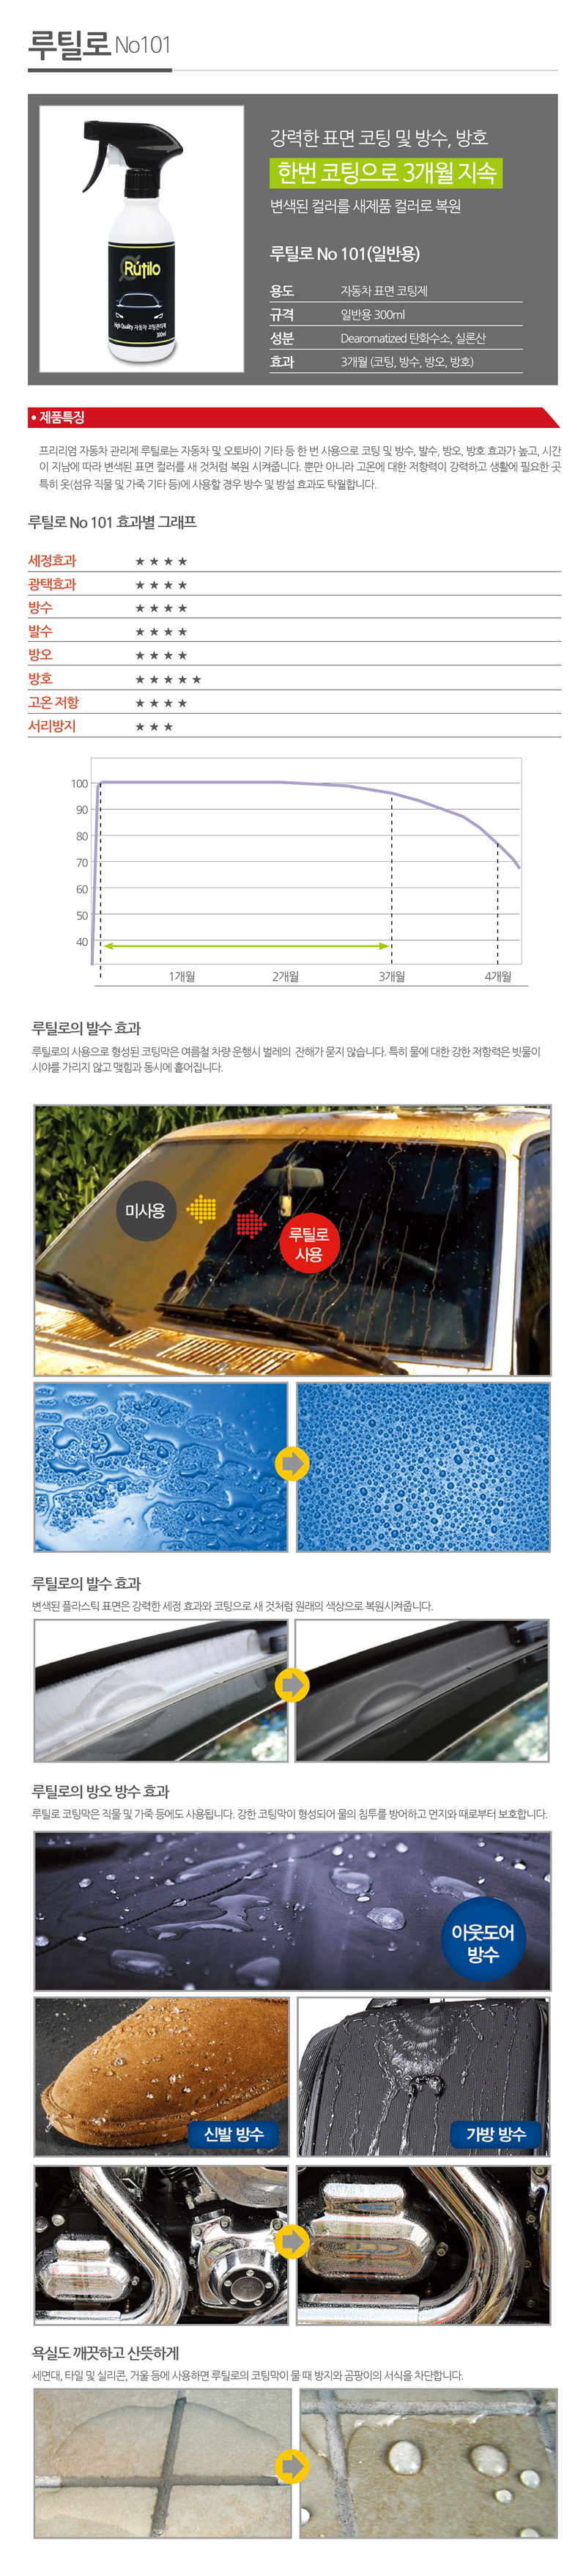 루틸로 No101
강력한 표면 코팅 및 방수, 방호
한번 코팅으로 3개월 지속
변색된 컬러를 새제품 컬러로 복원
Rutilo
High Quality 자동차 코팅관리제
300ml
루틸로 No 101(일반용)
용도 자동차 표면 코팅제
규격 일반용 300ml
성분 Dearomatized 탄화수소, 실론산
효과 3개월 (코팅, 방수, 방오, 방호)
• 제품특징
프리리엄 자동차 관리제 루틸로는 자동차 및 오토바이 기타 등 한 번 사용으로 코팅 및 방수, 발수, 방오, 방호 효과가 높고, 시간
이 지남에 따라 변색된 표면 컬러를 새 것처럼 복원 시켜줍니다. 뿐만 아니라 고온에 대한 저항력이 강력하고 생활에 필요한 곳
특히 옷(섬유 직물 및 가죽 기타 등)에 사용할 경우 방수 및 방설 효과도 탁월합니다.
루틸로 No 101 효과별 그래프
세정효과 ★ ★ ★ ★
광택효과 ★ ★ ★ ★
방수 ★ ★ ★ ★
발수 ★ ★ ★ ★
방오 ★ ★ ★ ★
방호 ★ ★ ★ ★ ★
고온 저항 ★ ★ ★ ★
서리방지 ★ ★ ★
100
90
80
70
60
50
40
1개월 2개월 3개월 4개월
루틸로의 발수 효과
루틸로의 사용으로 형성된 코팅막은 여름철 차량 운행시 벌레의 잔해가 묻지 않습니다. 특히 물에 대한 강한 저항력은 빗물이
시야를 가리지 않고 맺힘과 동시에 흩어집니다.
미사용
루틸로
사용
루틸로의 발수 효과
변색된 플라스틱 표면은 강력한 세정 효과와 코팅으로 새 것처럼 원래의 색상으로 복원시켜줍니다.
루틸로의 방오 방수 효과
루틸로 코팅막은 직물 및 가죽 등에도 사용됩니다. 강한 코팅막이 형성되어 물의 침투를 방어하고 먼지와 때로부터 보호합니다.
아웃도어
방수
신발 방수
가방 방수
욕실도 깨끗하고 산뜻하게
세면대, 타일 및 실리콘, 거울 등에 사용하면 루틸로의 코팅막이 물 때 방지와 곰팡이의 서식을 차단합니다.